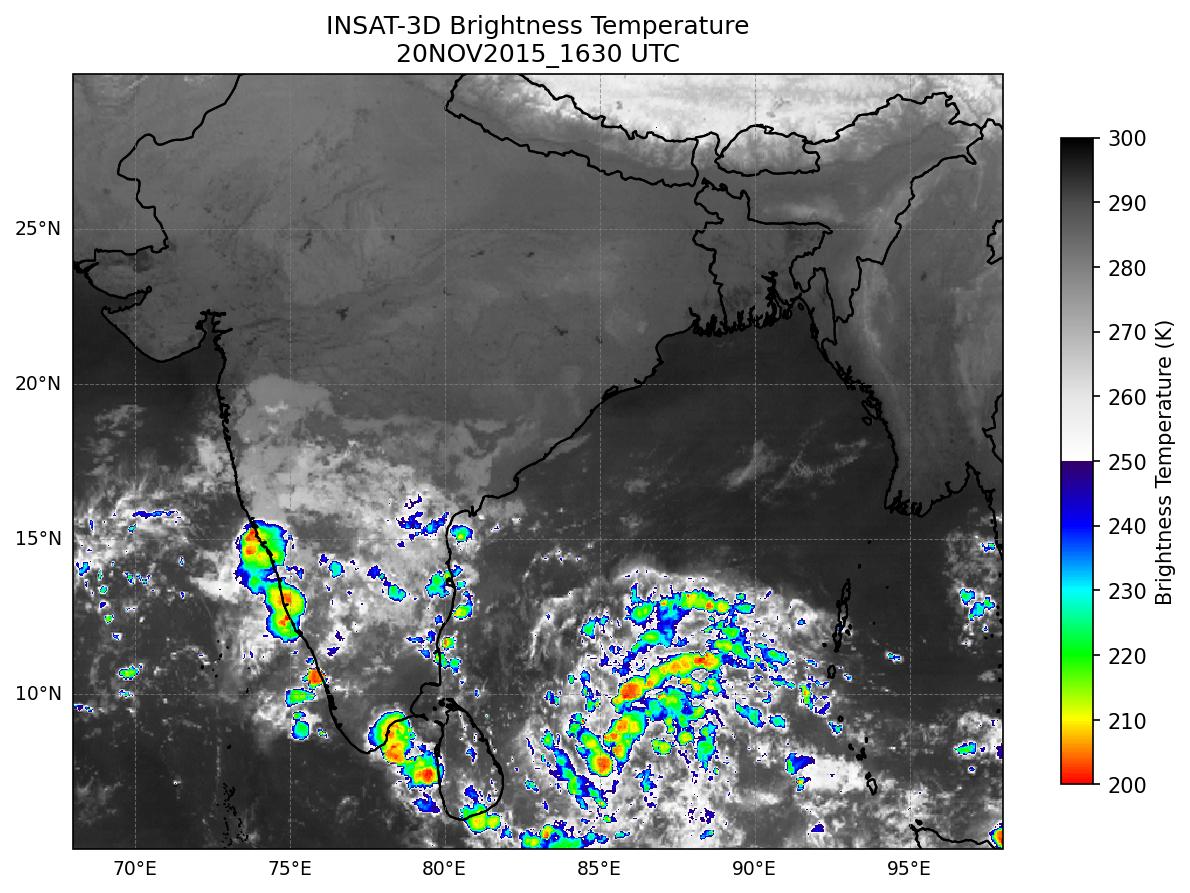 INSAT-3D Brightness Temperature
20NOV2015_1630 UTC
25°N
20°N
15°N
10°N
70°E
75°E
80°E
85°E
90°E
95°E
300
290
280
270
260
250
240
230
220
210
200
Brightness Temperature (K)